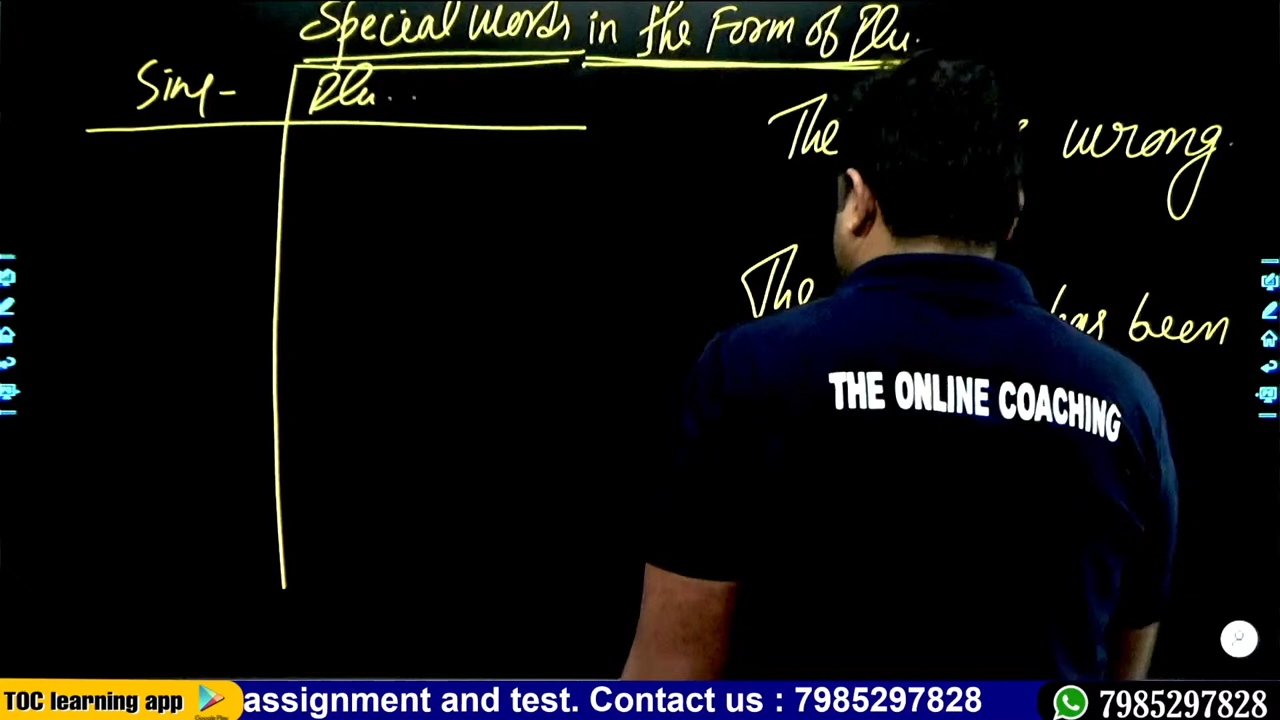 Special Words in the Form of Plu.
Sing-
Plu...
The wrong.
The has been
THE ONLINE COACHING
TOC learning app
assignment and test. Contact us : 7985297828
7985297828